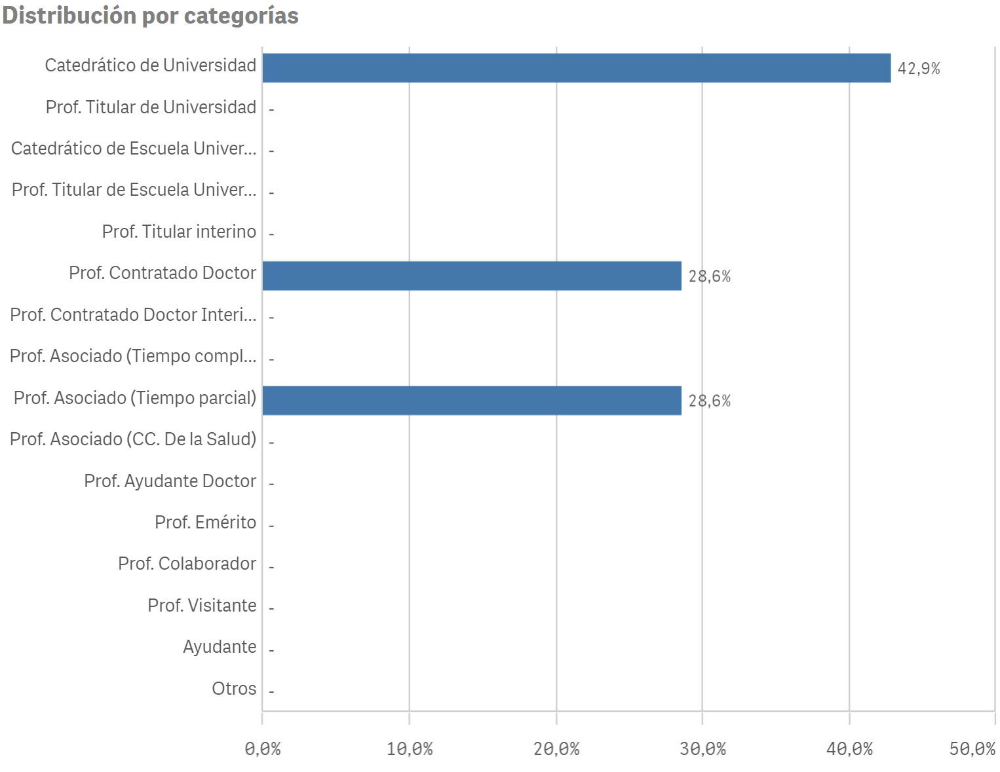 Distribución por categorías
Catedrático de Universidad 42,9%
Prof. Titular de Universidad -
Catedrático de Escuela Univer... -
Prof. Titular de Escuela Univer... -
Prof. Titular interino -
Prof. Contratado Doctor 28,6%
Prof. Contratado Doctor Interi... -
Prof. Asociado (Tiempo compl... -
Prof. Asociado (Tiempo parcial) 28,6%
Prof. Asociado (CC. De la Salud) -
Prof. Ayudante Doctor -
Prof. Emérito -
Prof. Colaborador -
Prof. Visitante -
Ayudante -
Otros -
0,0% 10,0% 20,0% 30,0% 40,0% 50,0%